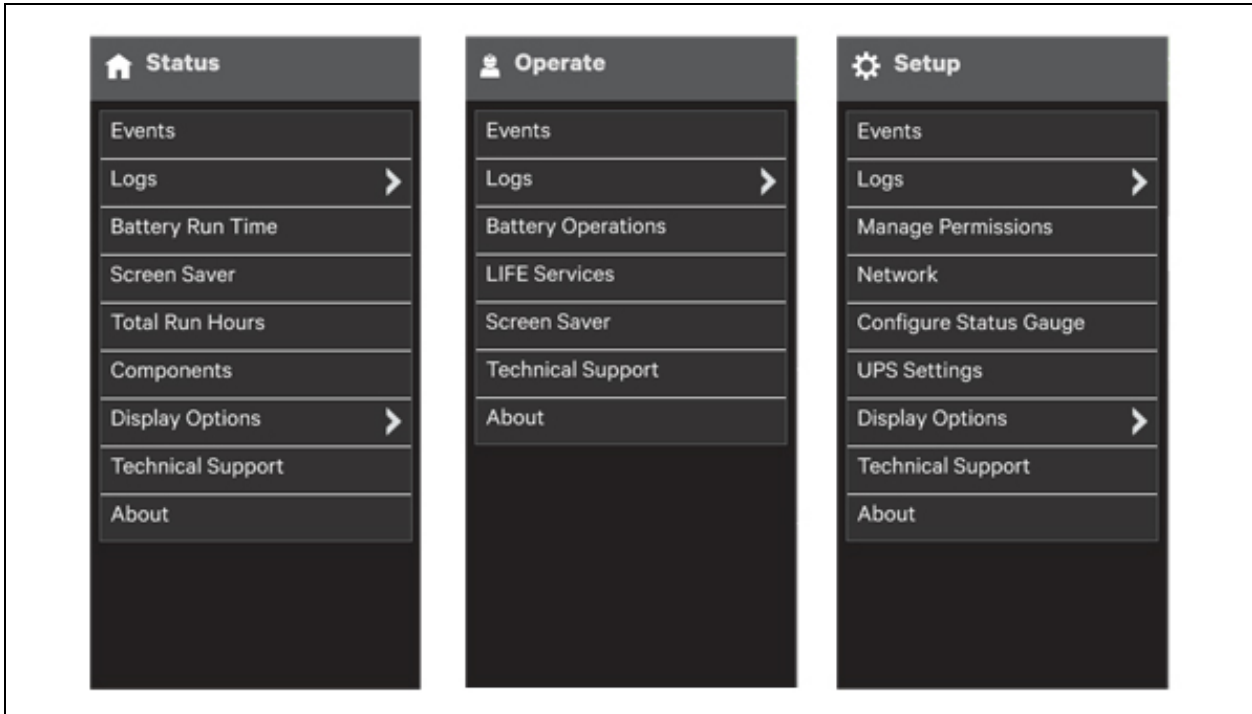 Status
Events
Logs
Battery Run Time
Screen Saver
Total Run Hours
Components
Display Options
Technical Support
About
Operate
Events
Logs
Battery Operations
LIFE Services
Screen Saver
Technical Support
About
Setup
Events
Logs
Manage Permissions
Network
Configure Status Gauge
UPS Settings
Display Options
Technical Support
About